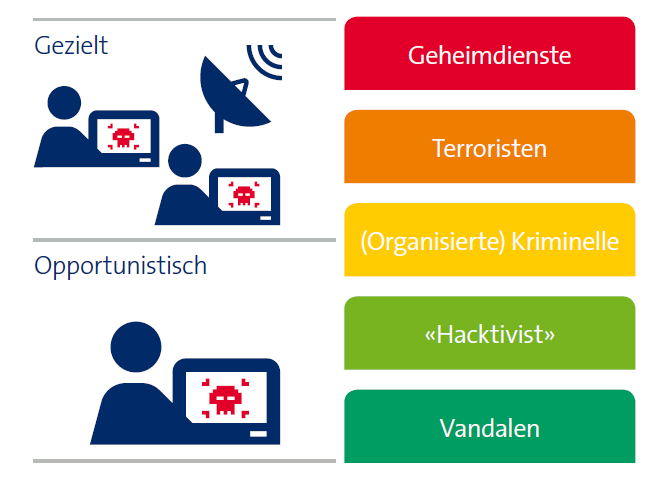 Gezielt
Geheimdienste
Terroristen
(Organisierte) Kriminelle
Opportunistisch
«Hacktivist»
Vandalen